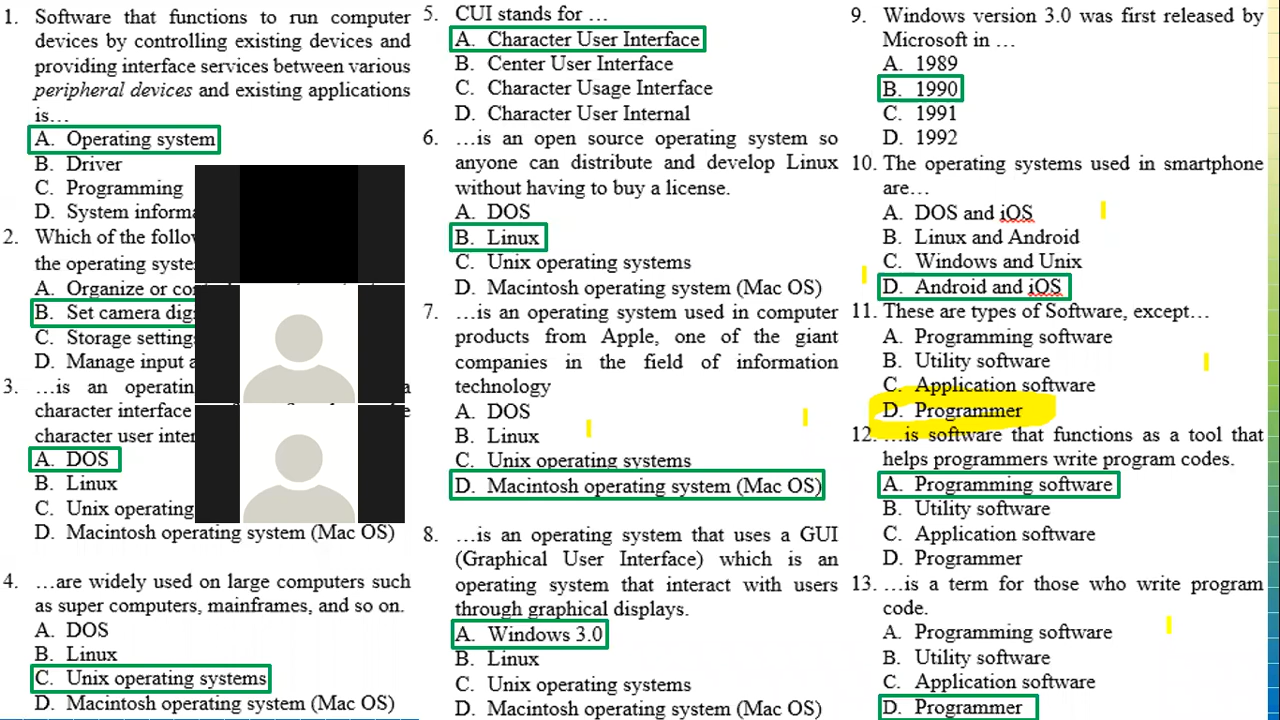 1. Software that functions to run computer
devices by controlling existing devices and
providing interface services between various
peripheral devices and existing applications
is…
A. Operating system
B. Driver
C. Programming
D. System
2. Which of the
the operating
A. Organize or
B. Set camera
C. Storage
D. Manage input
3. …is an
character interface
character user
A. DOS
B. Linux
C. Unix operating
D. Macintosh operating system (Mac OS)
4. …are widely used on large computers such
as super computers, mainframes, and so on.
A. DOS
B. Linux
C. Unix operating systems
D. Macintosh operating system (Mac OS)
5. CUI stands for …
A. Character User Interface
B. Center User Interface
C. Character Usage Interface
D. Character User Internal
6. …is an open source operating system so
anyone can distribute and develop Linux
without having to buy a license.
A. DOS
B. Linux
C. Unix operating systems
D. Macintosh operating system (Mac OS)
7. …is an operating system used in computer
products from Apple, one of the giant
companies in the field of information
technology
A. DOS
B. Linux
C. Unix operating systems
D. Macintosh operating system (Mac OS)
8. …is an operating system that uses a GUI
(Graphical User Interface) which is an
operating system that interact with users
through graphical displays.
A. Windows 3.0
B. Linux
C. Unix operating systems
D. Macintosh operating system (Mac OS)
9. Windows version 3.0 was first released by
Microsoft in …
A. 1989
B. 1990
C. 1991
D. 1992
10. The operating systems used in smartphone
are…
A. DOS and iOS
B. Linux and Android
C. Windows and Unix
D. Android and iOS
11. These are types of Software, except…
A. Programming software
B. Utility software
C. Application software
D. Programmer
12. …is software that functions as a tool that
helps programmers write program codes.
A. Programming software
B. Utility software
C. Application software
D. Programmer
13. …is a term for those who write program
code.
A. Programming software
B. Utility software
C. Application software
D. Programmer